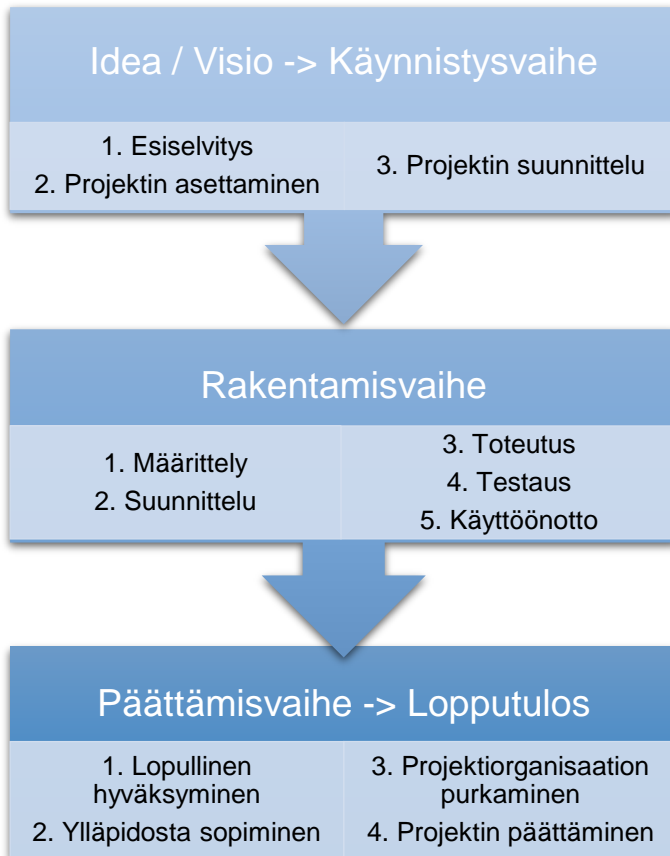 Idea / Visio -> Käynnistysvaihe
1. Esiselvitys
2. Projektin asettaminen
3. Projektin suunnittelu
Rakentamisvaihe
1. Määrittely
2. Suunnittelu
3. Toteutus
4. Testaus
5. Käyttöönotto
Päättämisvaihe -> Lopputulos
1. Lopullinen
hyväksyminen
2. Ylläpidosta sopiminen
3. Projektiorganisaation
purkaminen
4. Projektin päättäminen